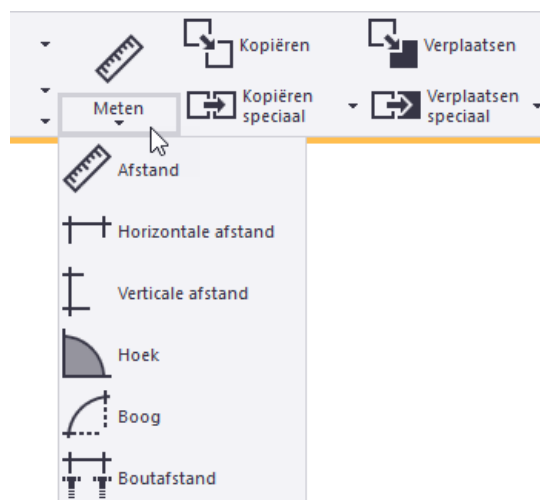 Kopiëren
Verplaatsen
Meten
Kopiëren
speciaal
Verplaatsen
speciaal
Afstand
Horizontale afstand
Verticale afstand
Hoek
Boog
Boutafstand